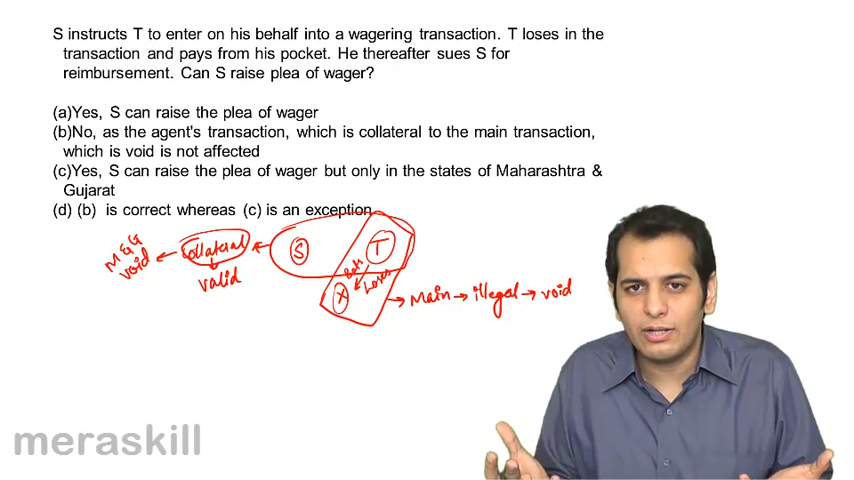 S instructs T to enter on his behalf into a wagering transaction. T loses in the
transaction and pays from his pocket. He thereafter sues S for
reimbursement. Can S raise plea of wager?
(a)Yes, S can raise the plea of wager
(b)No, as the agent's transaction, which is collateral to the main transaction,
which is void is not affected
(c)Yes, S can raise the plea of wager but only in the states of Maharashtra &
Gujarat
(d) (b) is correct whereas (c) is an exception
M & G void ← Collateral ← S T
valid
Bets
Loses
X → Main → illegal → void
meraskill